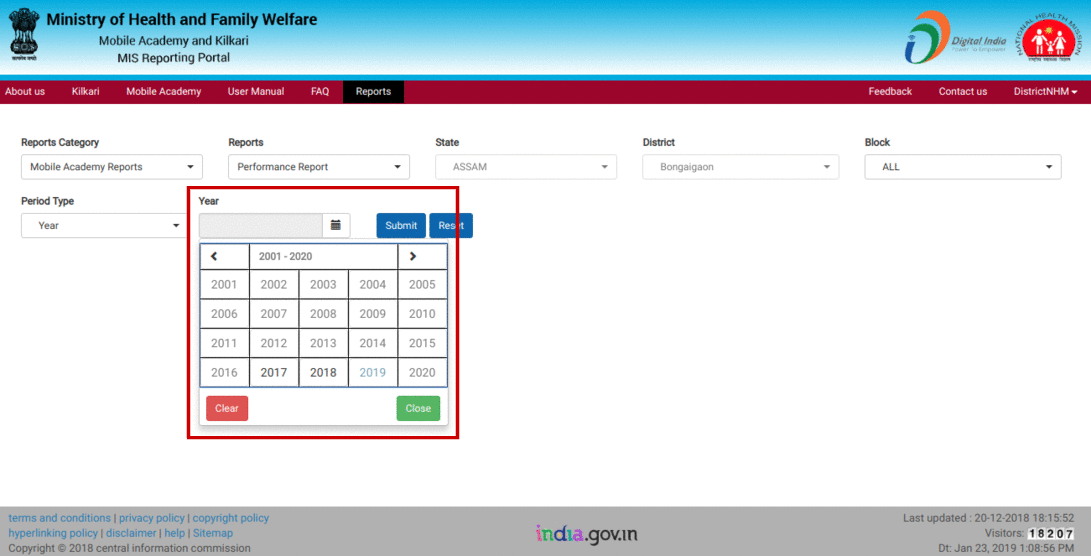 Ministry of Health and Family Welfare
Mobile Academy and Kilkari
MIS Reporting Portal
Digital India
Power To Empower
NATIONAL HEALTH MISSION
About us Kilkari Mobile Academy User Manual FAQ Reports Feedback Contact us DistrictNHM
Reports Category Reports State District Block
Mobile Academy Reports Performance Report ASSAM Bongaigaon ALL
Period Type Year
Year Submit Reset
2001 - 2020
2001 2002 2003 2004 2005
2006 2007 2008 2009 2010
2011 2012 2013 2014 2015
2016 2017 2018 2019 2020
Clear Close
terms and conditions | privacy policy | copyright policy
hyperlinking policy | disclaimer | help | Sitemap
Copyright © 2018 central information commission
india.gov.in
Last updated : 20-12-2018 18:15:52
Visitors: 18207
Dt: Jan 23, 2019 1:08:56 PM